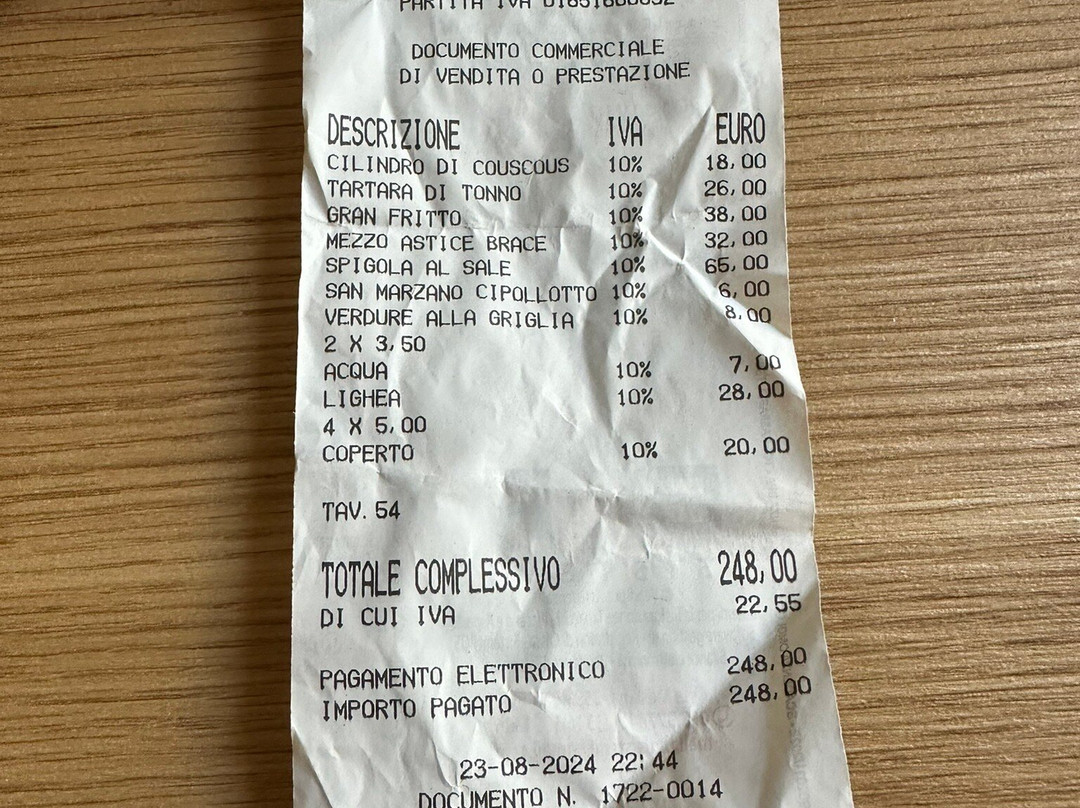 DOCUMENTO COMMERCIALE
DI VENDITA O PRESTAZIONE
DESCRIZIONE IVA EURO
CILINDRO DI COUSCOUS 10% 18,00
TARTARA DI TONNO 10% 26,00
GRAN FRITTO 10% 38,00
MEZZO ASTICE BRACE 10% 32,00
SPIGOLA AL SALE 10% 65,00
SAN MARZANO CIPOLLOTTO 10% 6,00
VERDURE ALLA GRIGLIA 10% 8,00
2 X 3,50
ACQUA 10% 7,00
LIGHEA 10% 28,00
4 X 5,00
COPERTO 10% 20,00
TAV. 54
TOTALE COMPLESSIVO 248,00
DI CUI IVA 22,55
PAGAMENTO ELETTRONICO 248,00
IMPORTO PAGATO 248,00
23-08-2024 22:44
DOCUMENTO N. 1722-0014